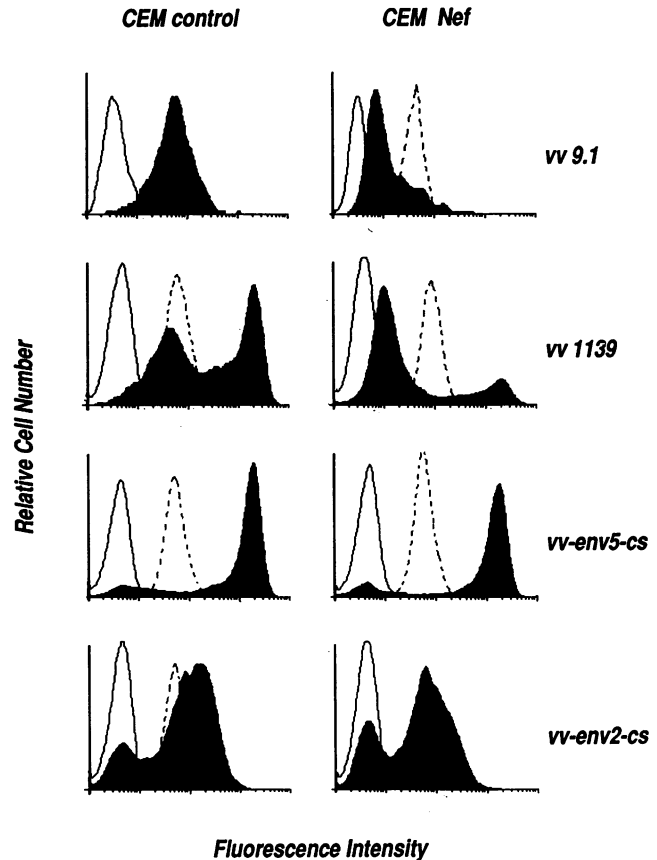 CEM control
CEM Nef
vv 9.1
vv 1139
vv-env5-cs
vv-env2-cs
Relative Cell Number
Fluorescence Intensity